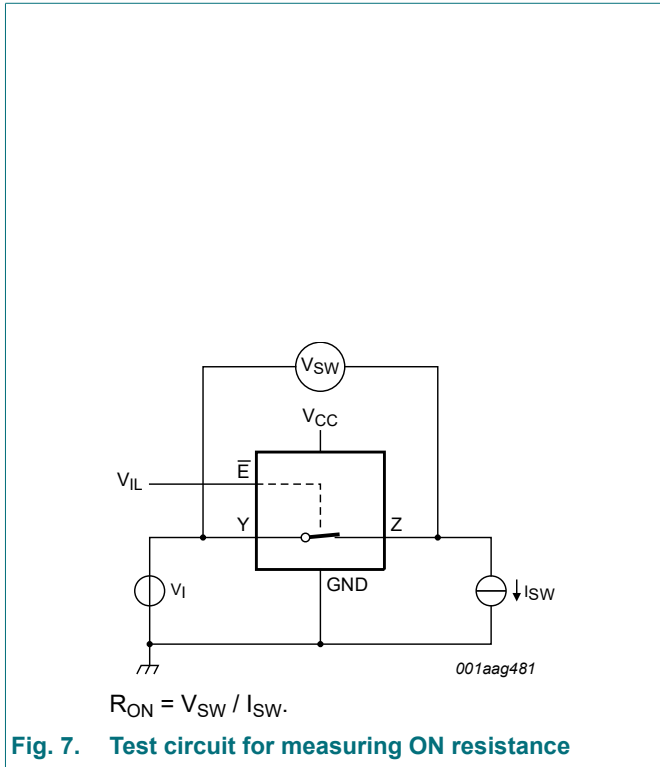 VSW
VCC
E̅
VIL
Y
Z
VI
GND
ISW
001aag481
RON = VSW / ISW.
Fig. 7. Test circuit for measuring ON resistance